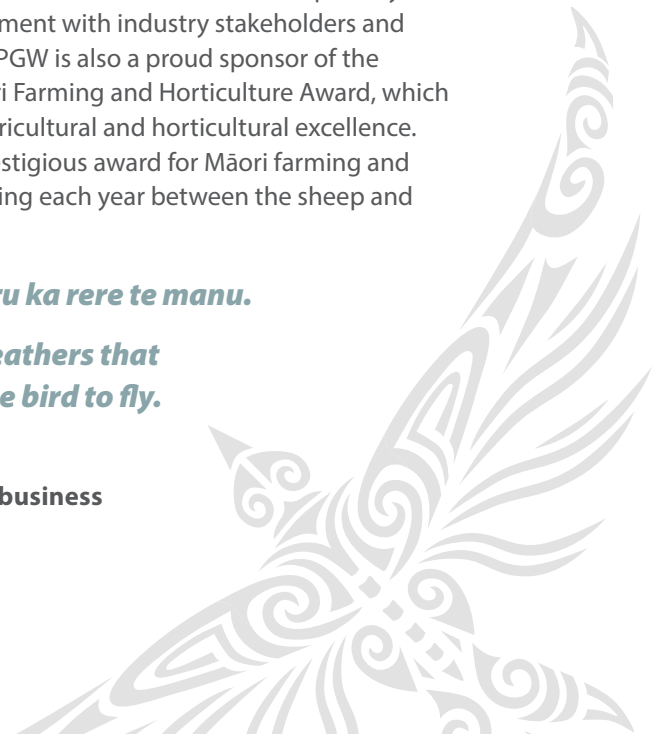 ment with industry stakeholders and
PGW is also a proud sponsor of the
ri Farming and Horticulture Award, which
ricultural and horticultural excellence.
stigious award for Māori farming and
ing each year between the sheep and
ru ka rere te manu.
eathers that
e bird to fly.
business